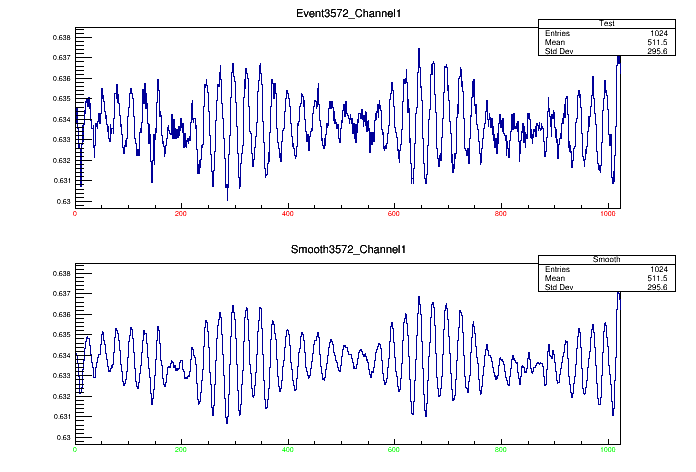 Event3572_Channel1
Test
Entries 1024
Mean 511.5
Std Dev 295.6
0.638
0.637
0.636
0.635
0.634
0.633
0.632
0.631
0.63
0 200 400 600 800 1000
Smooth3572_Channel1
Smooth
Entries 1024
Mean 511.5
Std Dev 295.6
0.638
0.637
0.636
0.635
0.634
0.633
0.632
0.631
0.63
0 200 400 600 800 1000